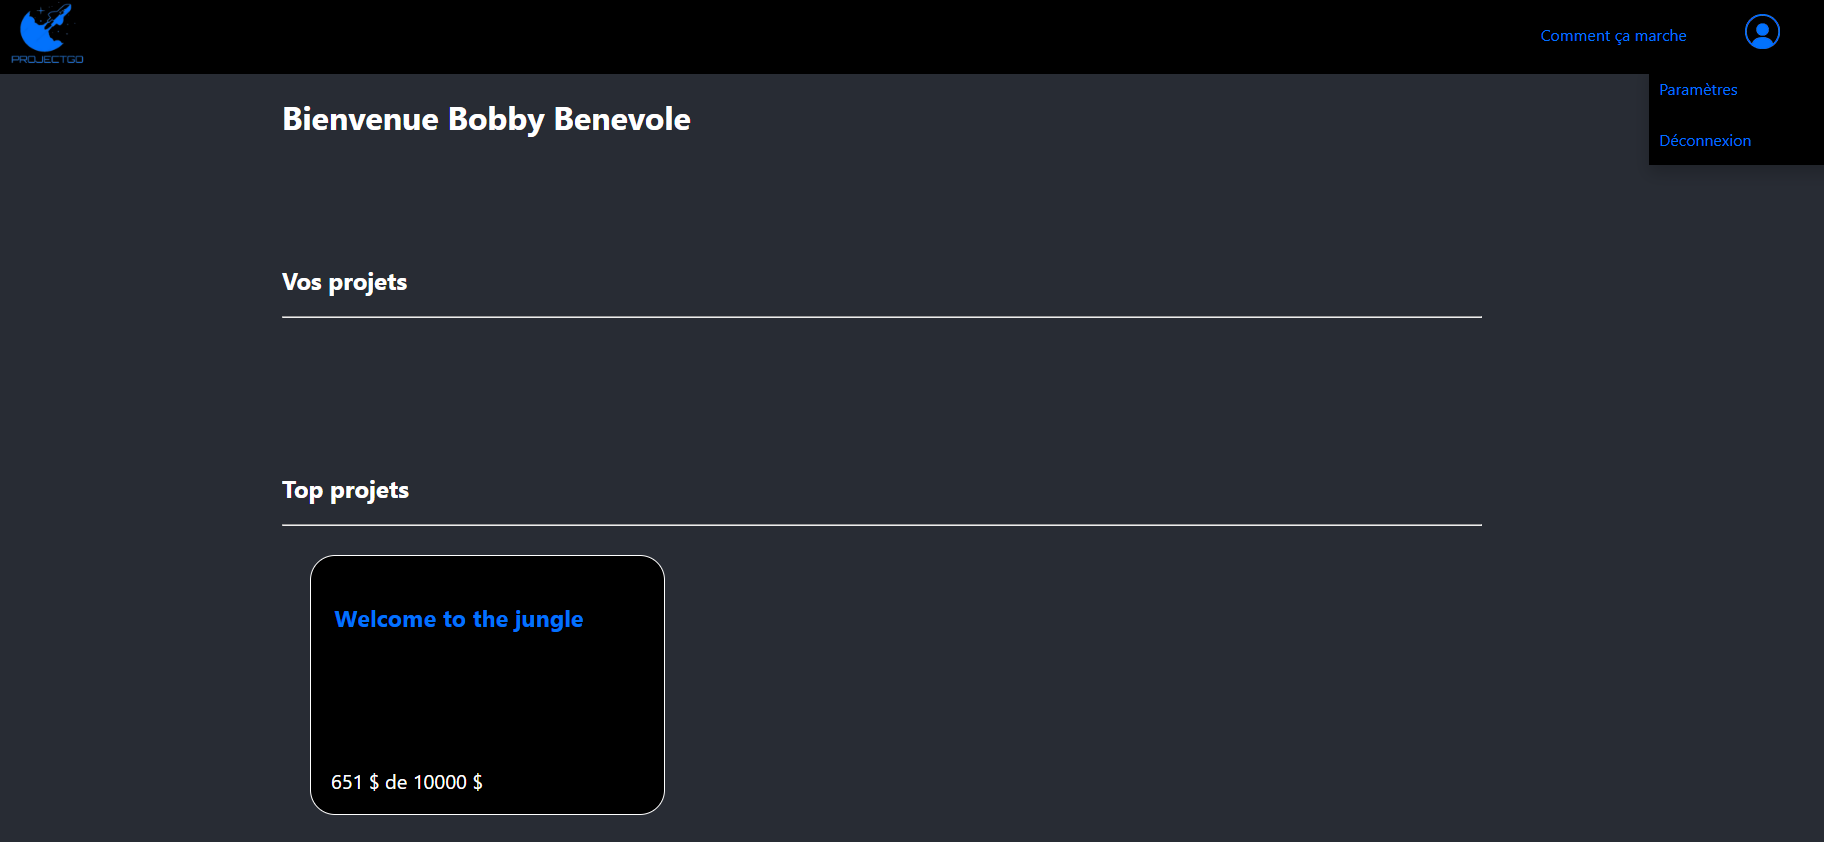 PROJECTGO
Comment ça marche
Paramètres
Déconnexion
Bienvenue Bobby Benevole
Vos projets
Top projets
Welcome to the jungle
651 $ de 10000 $